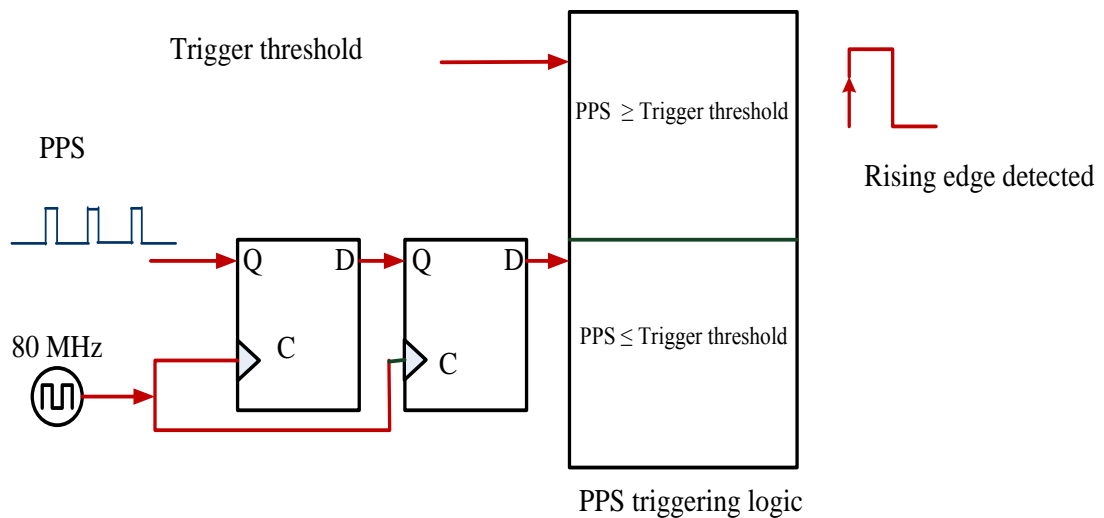 Trigger threshold
PPS ≥ Trigger threshold
PPS
Rising edge detected
Q D Q D
PPS ≤ Trigger threshold
80 MHz
C
C
PPS triggering logic